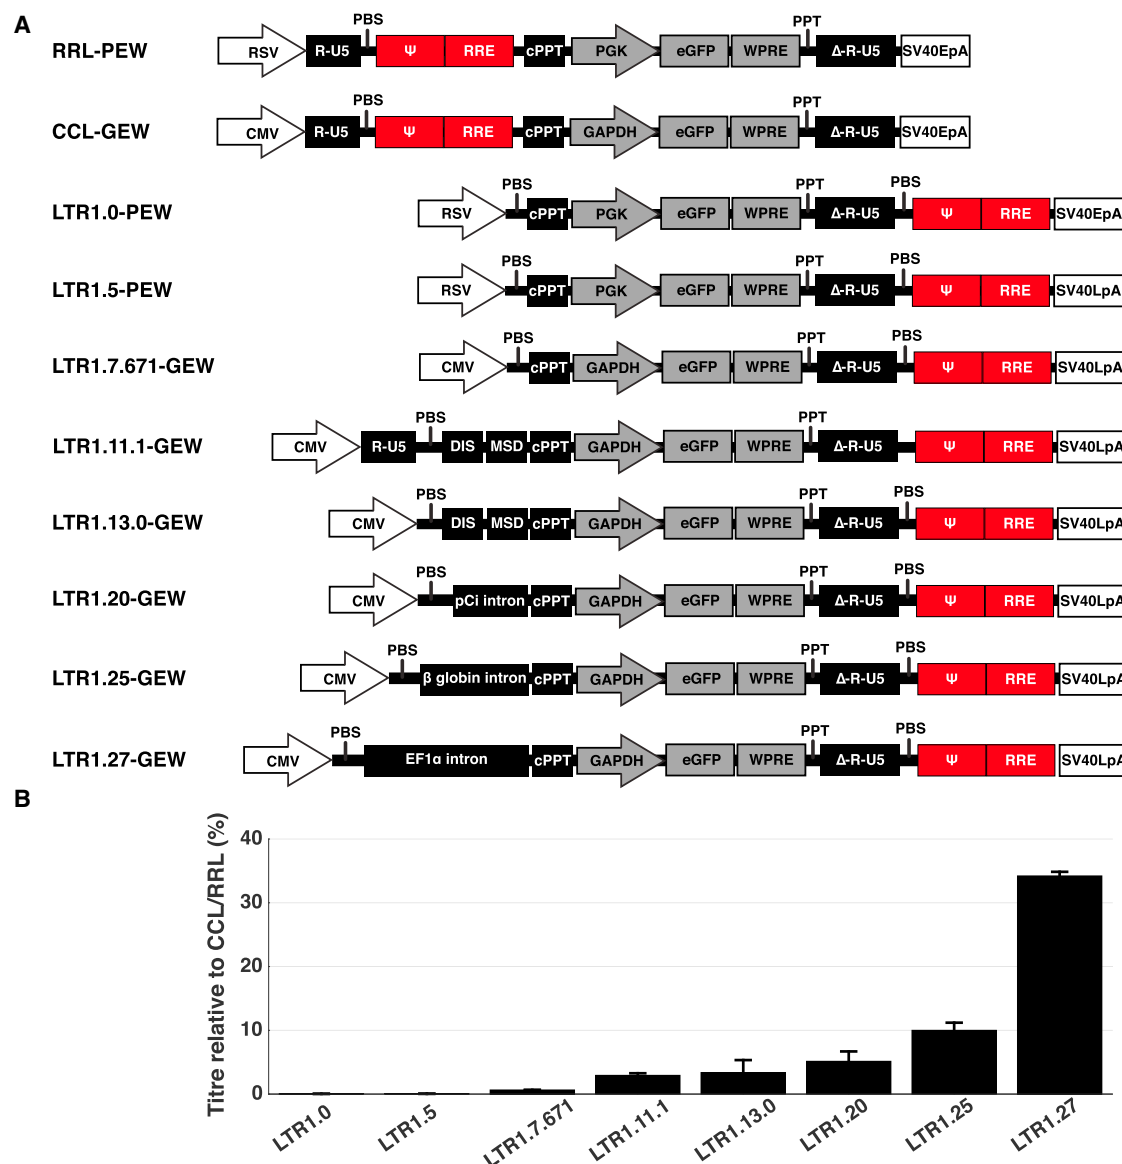 A
RRL-PEW
RSV R-U5 PBS Ψ RRE cPPT PGK eGFP WPRE PPT Δ-R-U5 SV40EpA
CCL-GEW
CMV R-U5 PBS Ψ RRE cPPT GAPDH eGFP WPRE PPT Δ-R-U5 SV40EpA
LTR1.0-PEW
RSV PBS cPPT PGK eGFP WPRE PPT Δ-R-U5 PBS Ψ RRE SV40EpA
LTR1.5-PEW
RSV PBS cPPT PGK eGFP WPRE PPT Δ-R-U5 PBS Ψ RRE SV40LpA
LTR1.7.671-GEW
CMV PBS cPPT GAPDH eGFP WPRE PPT Δ-R-U5 PBS Ψ RRE SV40LpA
LTR1.11.1-GEW
CMV R-U5 PBS DIS MSD cPPT GAPDH eGFP WPRE PPT Δ-R-U5 Ψ RRE SV40LpA
LTR1.13.0-GEW
CMV PBS DIS MSD cPPT GAPDH eGFP WPRE PPT Δ-R-U5 PBS Ψ RRE SV40LpA
LTR1.20-GEW
CMV PBS pCi intron cPPT GAPDH eGFP WPRE PPT Δ-R-U5 PBS Ψ RRE SV40LpA
LTR1.25-GEW
CMV PBS β globin intron cPPT GAPDH eGFP WPRE PPT Δ-R-U5 PBS Ψ RRE SV40LpA
LTR1.27-GEW
CMV PBS EF1α intron cPPT GAPDH eGFP WPRE PPT Δ-R-U5 PBS Ψ RRE SV40LpA
B
Titre relative to CCL/RRL (%)
40
30
20
10
0
LTR1.0
LTR1.5
LTR1.7.671
LTR1.11.1
LTR1.13.0
LTR1.20
LTR1.25
LTR1.27